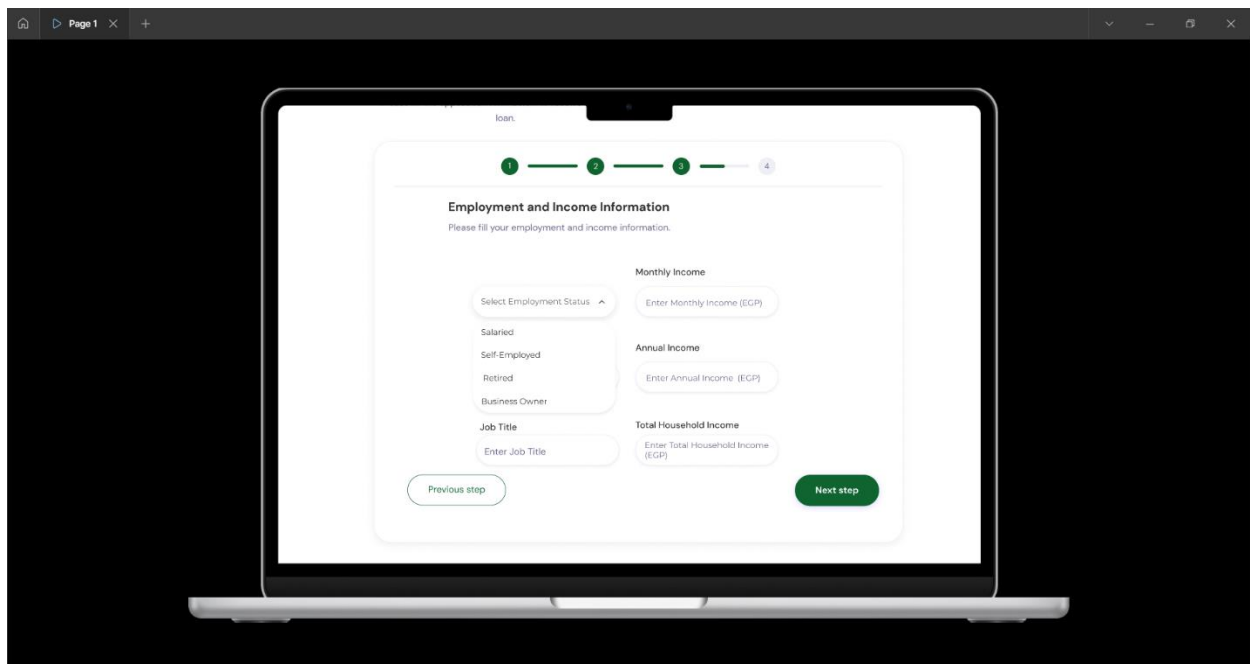 Page 1
loan.
1 2 3 4
Employment and Income Information
Please fill your employment and income information.
Select Employment Status
Salaried
Self-Employed
Retired
Business Owner
Job Title
Enter Job Title
Monthly Income
Enter Monthly Income (EGP)
Annual Income
Enter Annual Income (EGP)
Total Household Income
Enter Total Household Income
(EGP)
Previous step
Next step